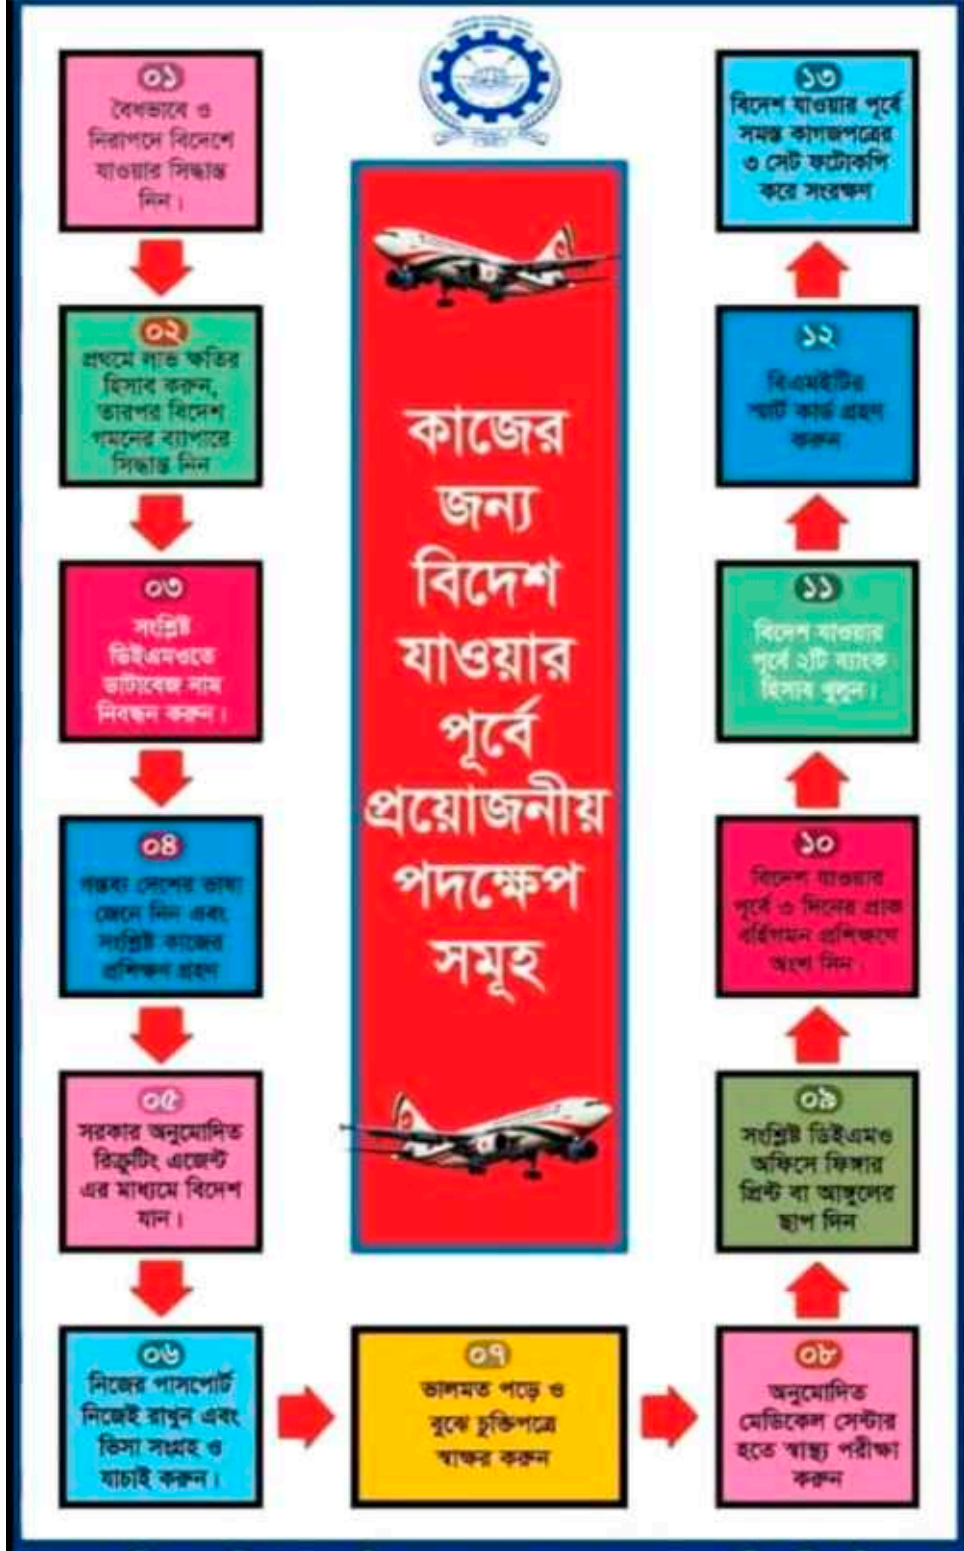 ০১
বৈধভাবে ও
নিরাপদে বিদেশে
যাওয়ার সিদ্ধান্ত
নিন।
০২
প্রথমে লাভ ক্ষতির
হিসাব করুন,
তারপর বিদেশ
গমনের ব্যাপারে
সিদ্ধান্ত নিন
০৩
সংশ্লিষ্ট
ডিইএমওতে
ডাটাবেজ নাম
নিবন্ধন করুন।
০৪
গন্তব্য দেশের ভাষা
জেনে নিন এবং
সংশ্লিষ্ট কাজের
প্রশিক্ষণ গ্রহণ
০৫
সরকার অনুমোদিত
রিক্রুটিং এজেন্ট
এর মাধ্যমে বিদেশ
যান।
০৬
নিজের পাসপোর্ট
নিজেই রাখুন এবং
ভিসা সংগ্রহ ও
যাচাই করুন।
০৭
ভালমত পড়ে ও
বুঝে চুক্তিপত্রে
স্বাক্ষর করুন
০৮
অনুমোদিত
মেডিকেল সেন্টার
হতে স্বাস্থ্য পরীক্ষা
করুন
০৯
সংশ্লিষ্ট ডিইএমও
অফিসে ফিঙ্গার
প্রিন্ট বা আঙ্গুলের
ছাপ দিন
১০
বিদেশ যাওয়ার
পূর্বে ৩ দিনের প্রাক
বর্হিগমন প্রশিক্ষণে
অংশ নিন।
১১
বিদেশ যাওয়ার
পূর্বে ২টি ব্যাংক
হিসাব খুলুন।
১২
বিএমইটির
স্মার্ট কার্ড গ্রহণ
করুন
১৩
বিদেশ যাওয়ার পূর্বে
সমস্ত কাগজপত্রের
৩ সেট ফটোকপি
করে সংরক্ষণ
কাজের
জন্য
বিদেশ
যাওয়ার
পূর্বে
প্রয়োজনীয়
পদক্ষেপ
সমূহ